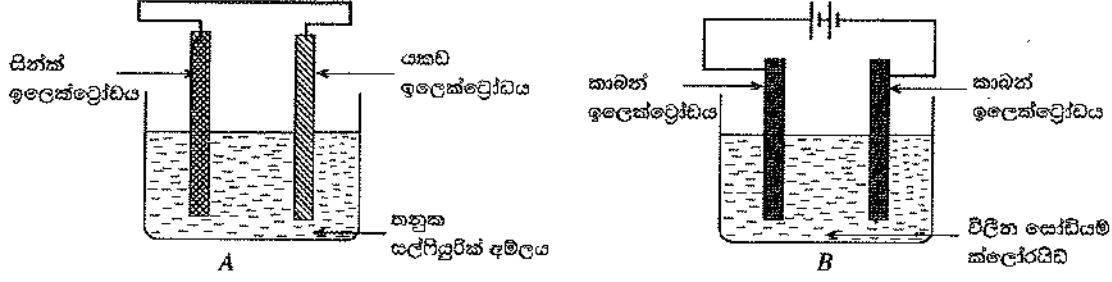 සින්ක්
ඉලෙක්ට්‍රෝඩය
යකඩ
ඉලෙක්ට්‍රෝඩය
තනුක
සල්ෆියුරික් අම්ලය
A
කාබන්
ඉලෙක්ට්‍රෝඩය
කාබන්
ඉලෙක්ට්‍රෝඩය
විලීන සෝඩියම්
ක්ලෝරයිඩ්
B